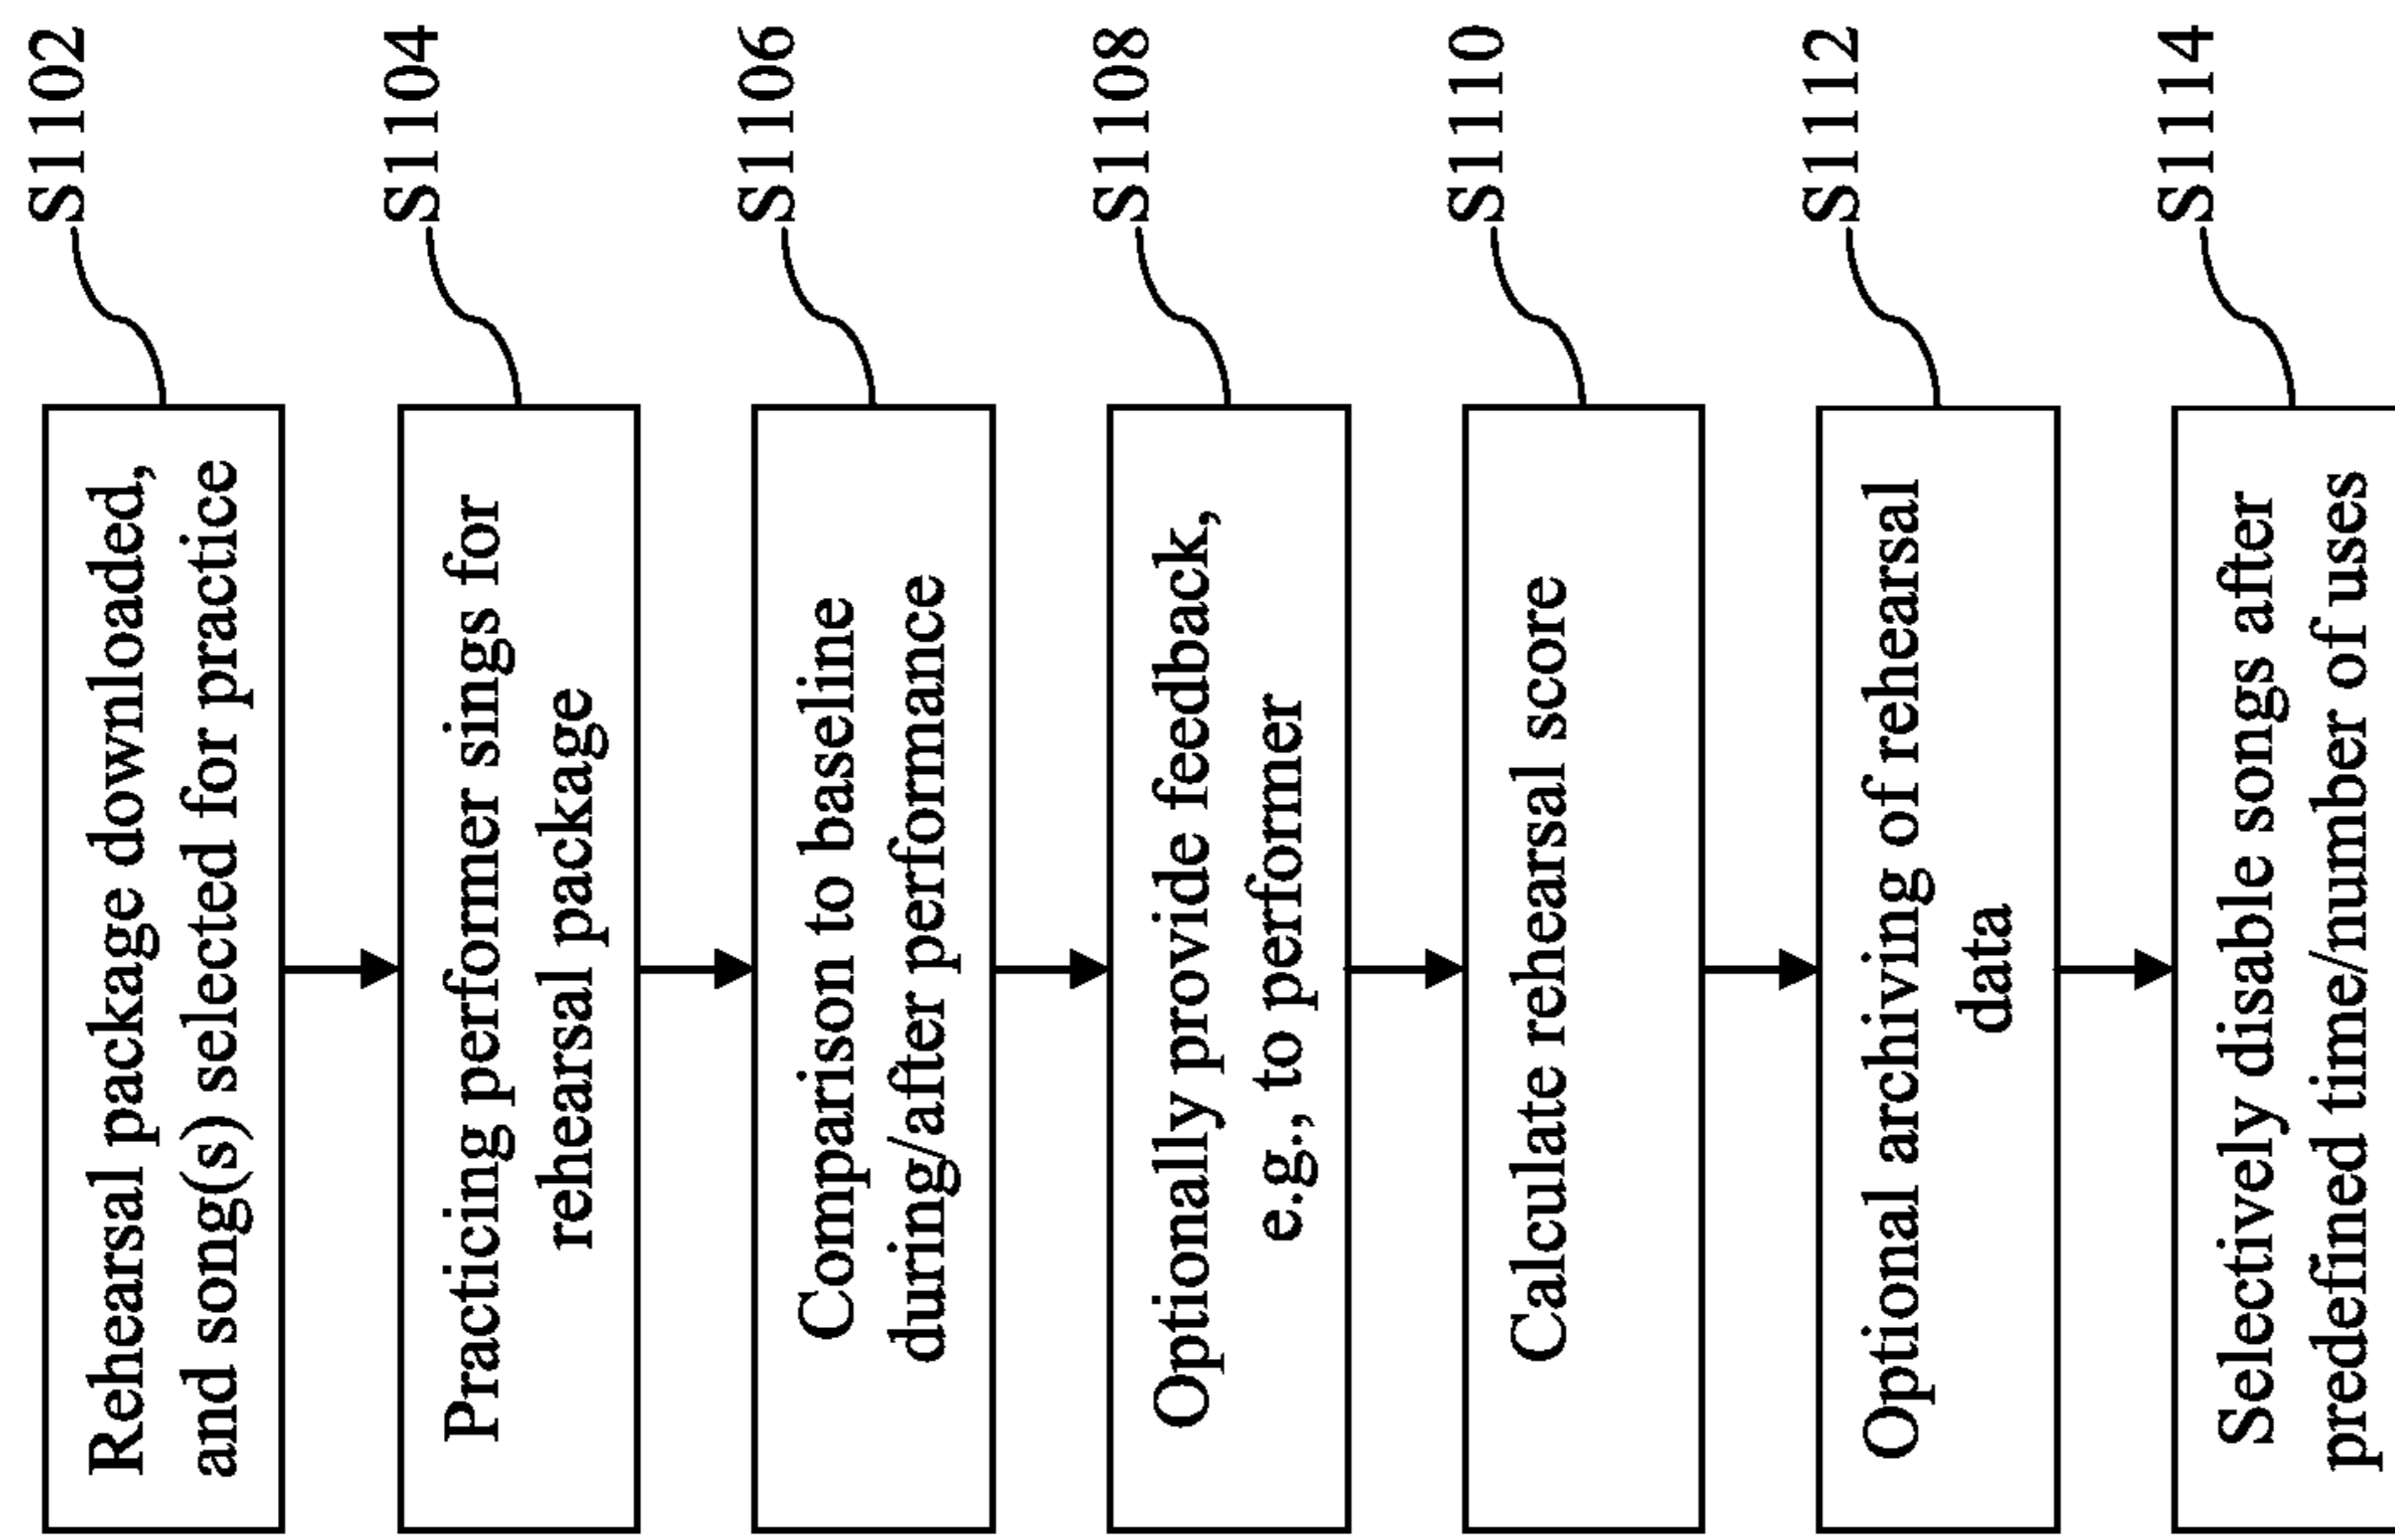 Rehearsal package downloaded,
and song(s) selected for practice
S1102
Practicing performer sings for
rehearsal package
S1104
Comparison to baseline
during/after performance
S1106
Optionally provide feedback,
e.g., to performer
S1108
Calculate rehearsal score
S1110
Optional archiving of rehearsal
data
S1112
Selectively disable songs after
predefined time/number of uses
S1114